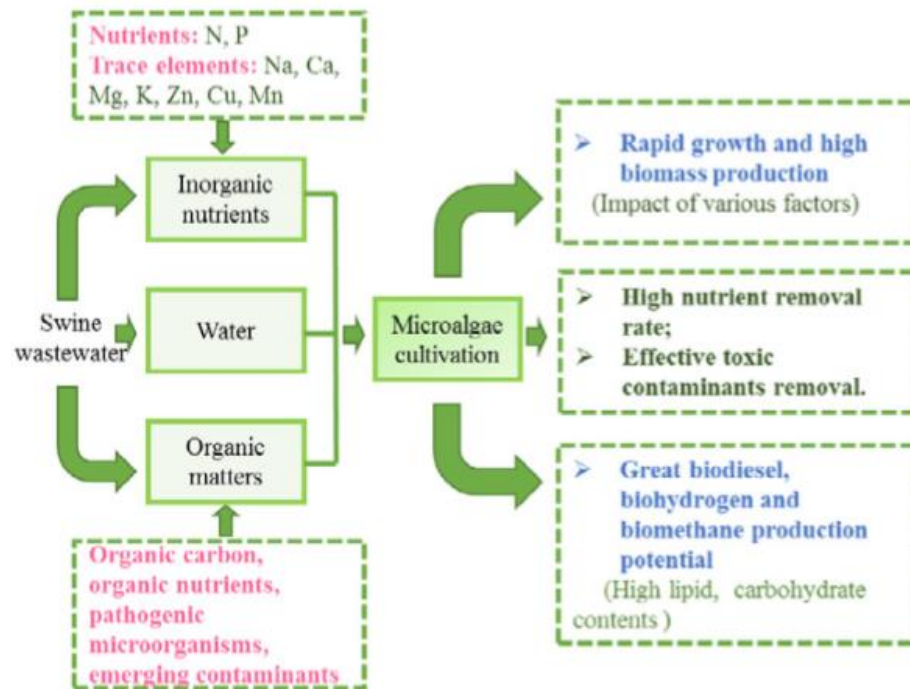 Nutrients: N, P
Trace elements: Na, Ca,
Mg, K, Zn, Cu, Mn
Inorganic
nutrients
Swine
wastewater
Water
Organic
matters
Organic carbon,
organic nutrients,
pathogenic
microorganisms,
emerging contaminants
Microalgae
cultivation
➢ Rapid growth and high
biomass production
(Impact of various factors)
➢ High nutrient removal
rate;
➢ Effective toxic
contaminants removal.
➢ Great biodiesel,
biohydrogen and
biomethane production
potential
(High lipid, carbohydrate
contents )